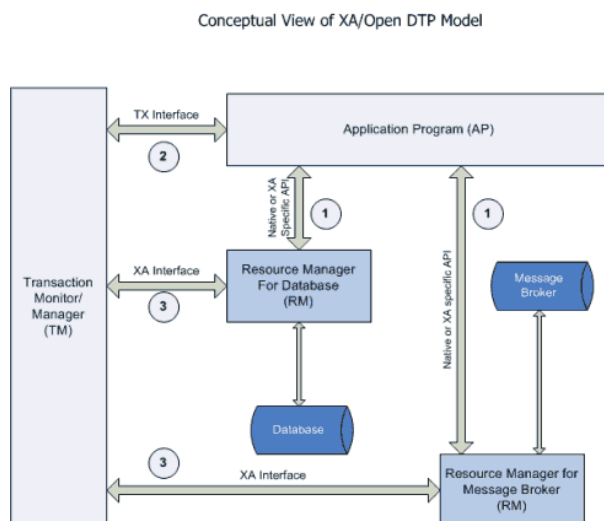 Conceptual View of XA/Open DTP Model
TX Interface
2
Application Program (AP)
Native or XA
Specific API
1
Native or XA specific API
1
XA Interface
3
Resource Manager
For Database
(RM)
Message
Broker
Transaction
Monitor/
Manager
(TM)
Database
3
XA Interface
Resource Manager for
Message Broker
(RM)